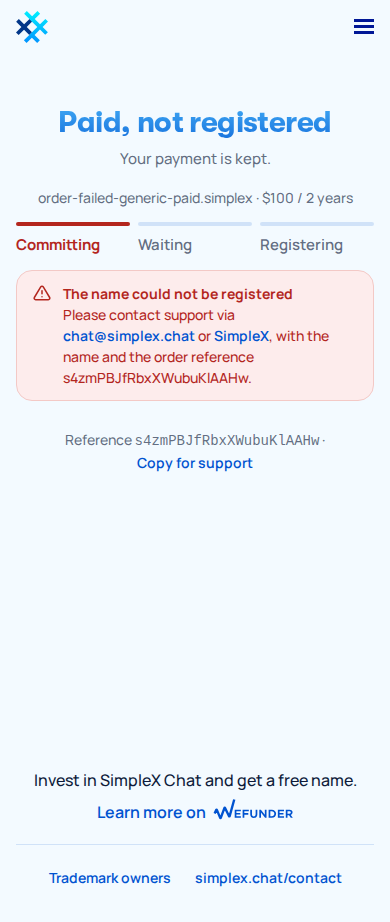 Paid, not registered
Your payment is kept.
order-failed-generic-paid.simplex · $100 / 2 years
Committing Waiting Registering
The name could not be registered
Please contact support via
chat@simplex.chat or SimpleX, with the
name and the order reference
s4zmPBJfRbxXWubuKlAAHw.
Reference s4zmPBJfRbxXWubuKlAAHw ·
Copy for support
Invest in SimpleX Chat and get a free name.
Learn more on WEFUNDER
Trademark owners simplex.chat/contact